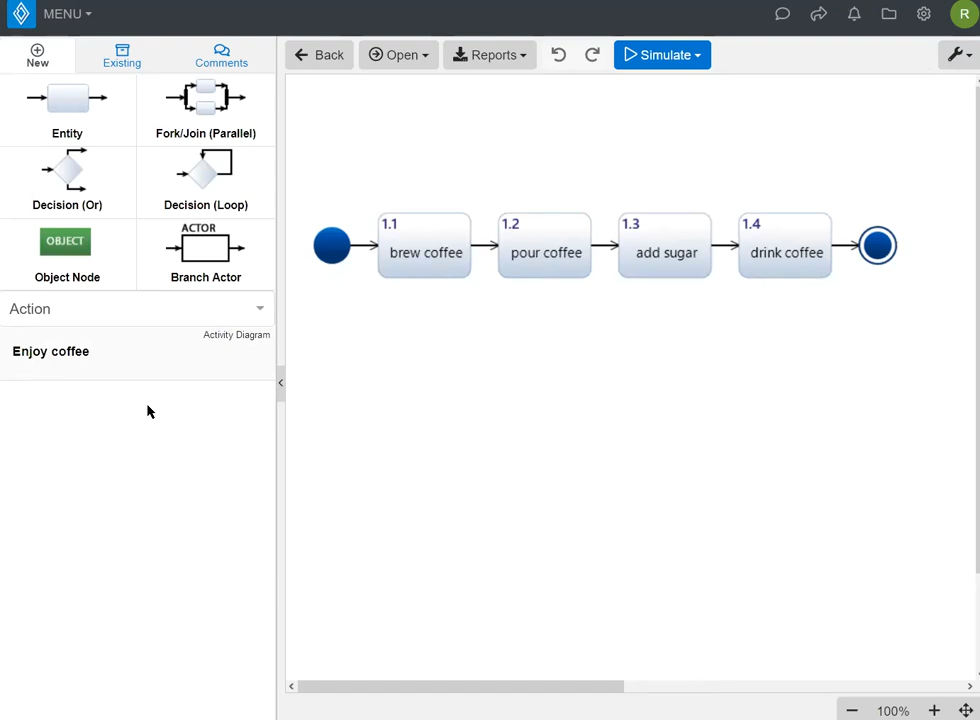 MENU
R
New
Existing
Comments
Back
Open
Reports
Simulate
Entity
Fork/Join (Parallel)
Decision (Or)
Decision (Loop)
OBJECT
Object Node
ACTOR
Branch Actor
Action
Activity Diagram
Enjoy coffee
1.1
brew coffee
1.2
pour coffee
1.3
add sugar
1.4
drink coffee
100%